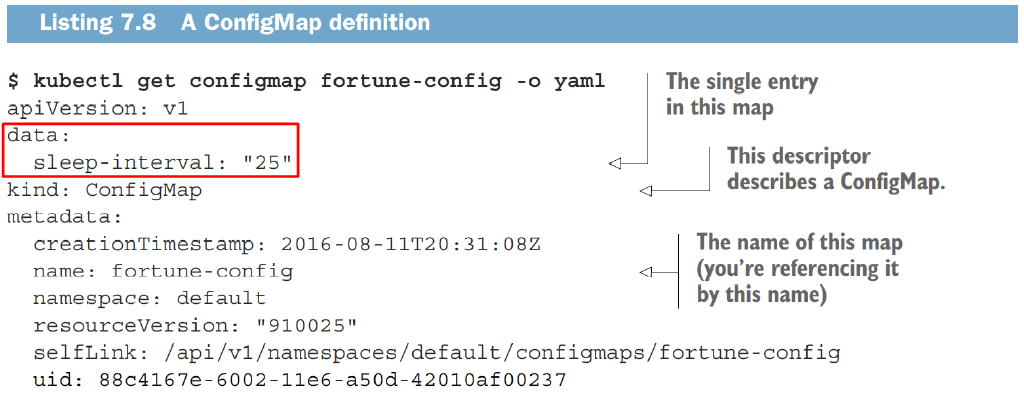 Listing 7.8 A ConfigMap definition
$ kubectl get configmap fortune-config -o yaml
apiVersion: v1
data:
  sleep-interval: "25"
kind: ConfigMap
metadata:
  creationTimestamp: 2016-08-11T20:31:08Z
  name: fortune-config
  namespace: default
  resourceVersion: "910025"
  selfLink: /api/v1/namespaces/default/configmaps/fortune-config
  uid: 88c4167e-6002-11e6-a50d-42010af00237
The single entry
in this map
This descriptor
describes a ConfigMap.
The name of this map
(you're referencing it
by this name)